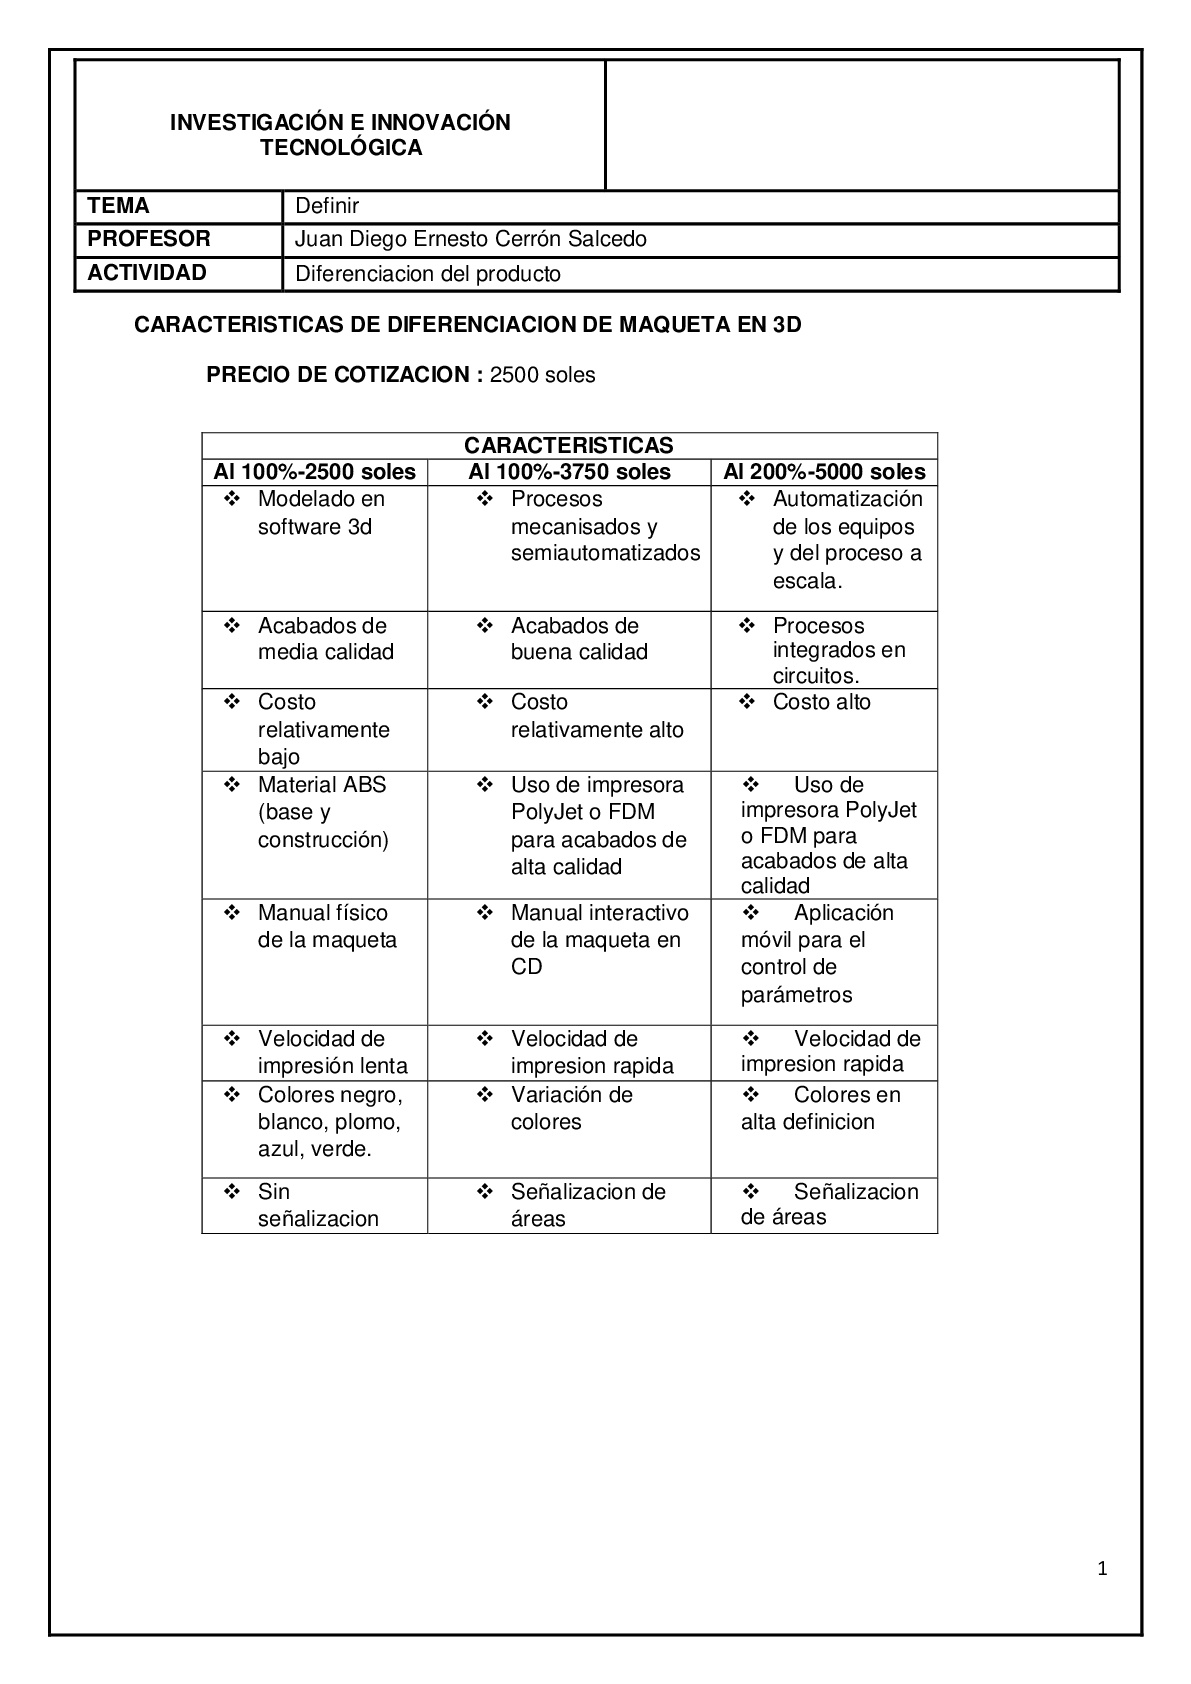 INVESTIGACIÓN E INNOVACIÓN
TECNOLÓGICA
TEMA
Definir
PROFESOR
Juan Diego Ernesto Cerrón Salcedo
ACTIVIDAD
Diferenciacion del producto
CARACTERISTICAS DE DIFERENCIACION DE MAQUETA EN 3D
PRECIO DE COTIZACION : 2500 soles
CARACTERISTICAS
Al 100%-2500 soles
Al 100%-3750 soles
Al 200%-5000 soles
❖ Modelado en
software 3d
❖ Procesos
mecanisados y
semiautomatizados
❖ Automatización
de los equipos
y del proceso a
escala.
❖ Acabados de
media calidad
❖ Acabados de
buena calidad
❖ Procesos
integrados en
circuitos.
❖ Costo
relativamente
bajo
❖ Costo
relativamente alto
❖ Costo alto
❖ Material ABS
(base y
construcción)
❖ Uso de impresora
PolyJet o FDM
para acabados de
alta calidad
❖ Uso de
impresora PolyJet
o FDM para
acabados de alta
calidad
❖ Manual físico
de la maqueta
❖ Manual interactivo
de la maqueta en
CD
❖ Aplicación
móvil para el
control de
parámetros
❖ Velocidad de
impresión lenta
❖ Velocidad de
impresion rapida
❖ Velocidad de
impresion rapida
❖ Colores negro,
blanco, plomo,
azul, verde.
❖ Variación de
colores
❖ Colores en
alta definicion
❖ Sin
señalizacion
❖ Señalizacion de
áreas
❖ Señalizacion
de áreas
1